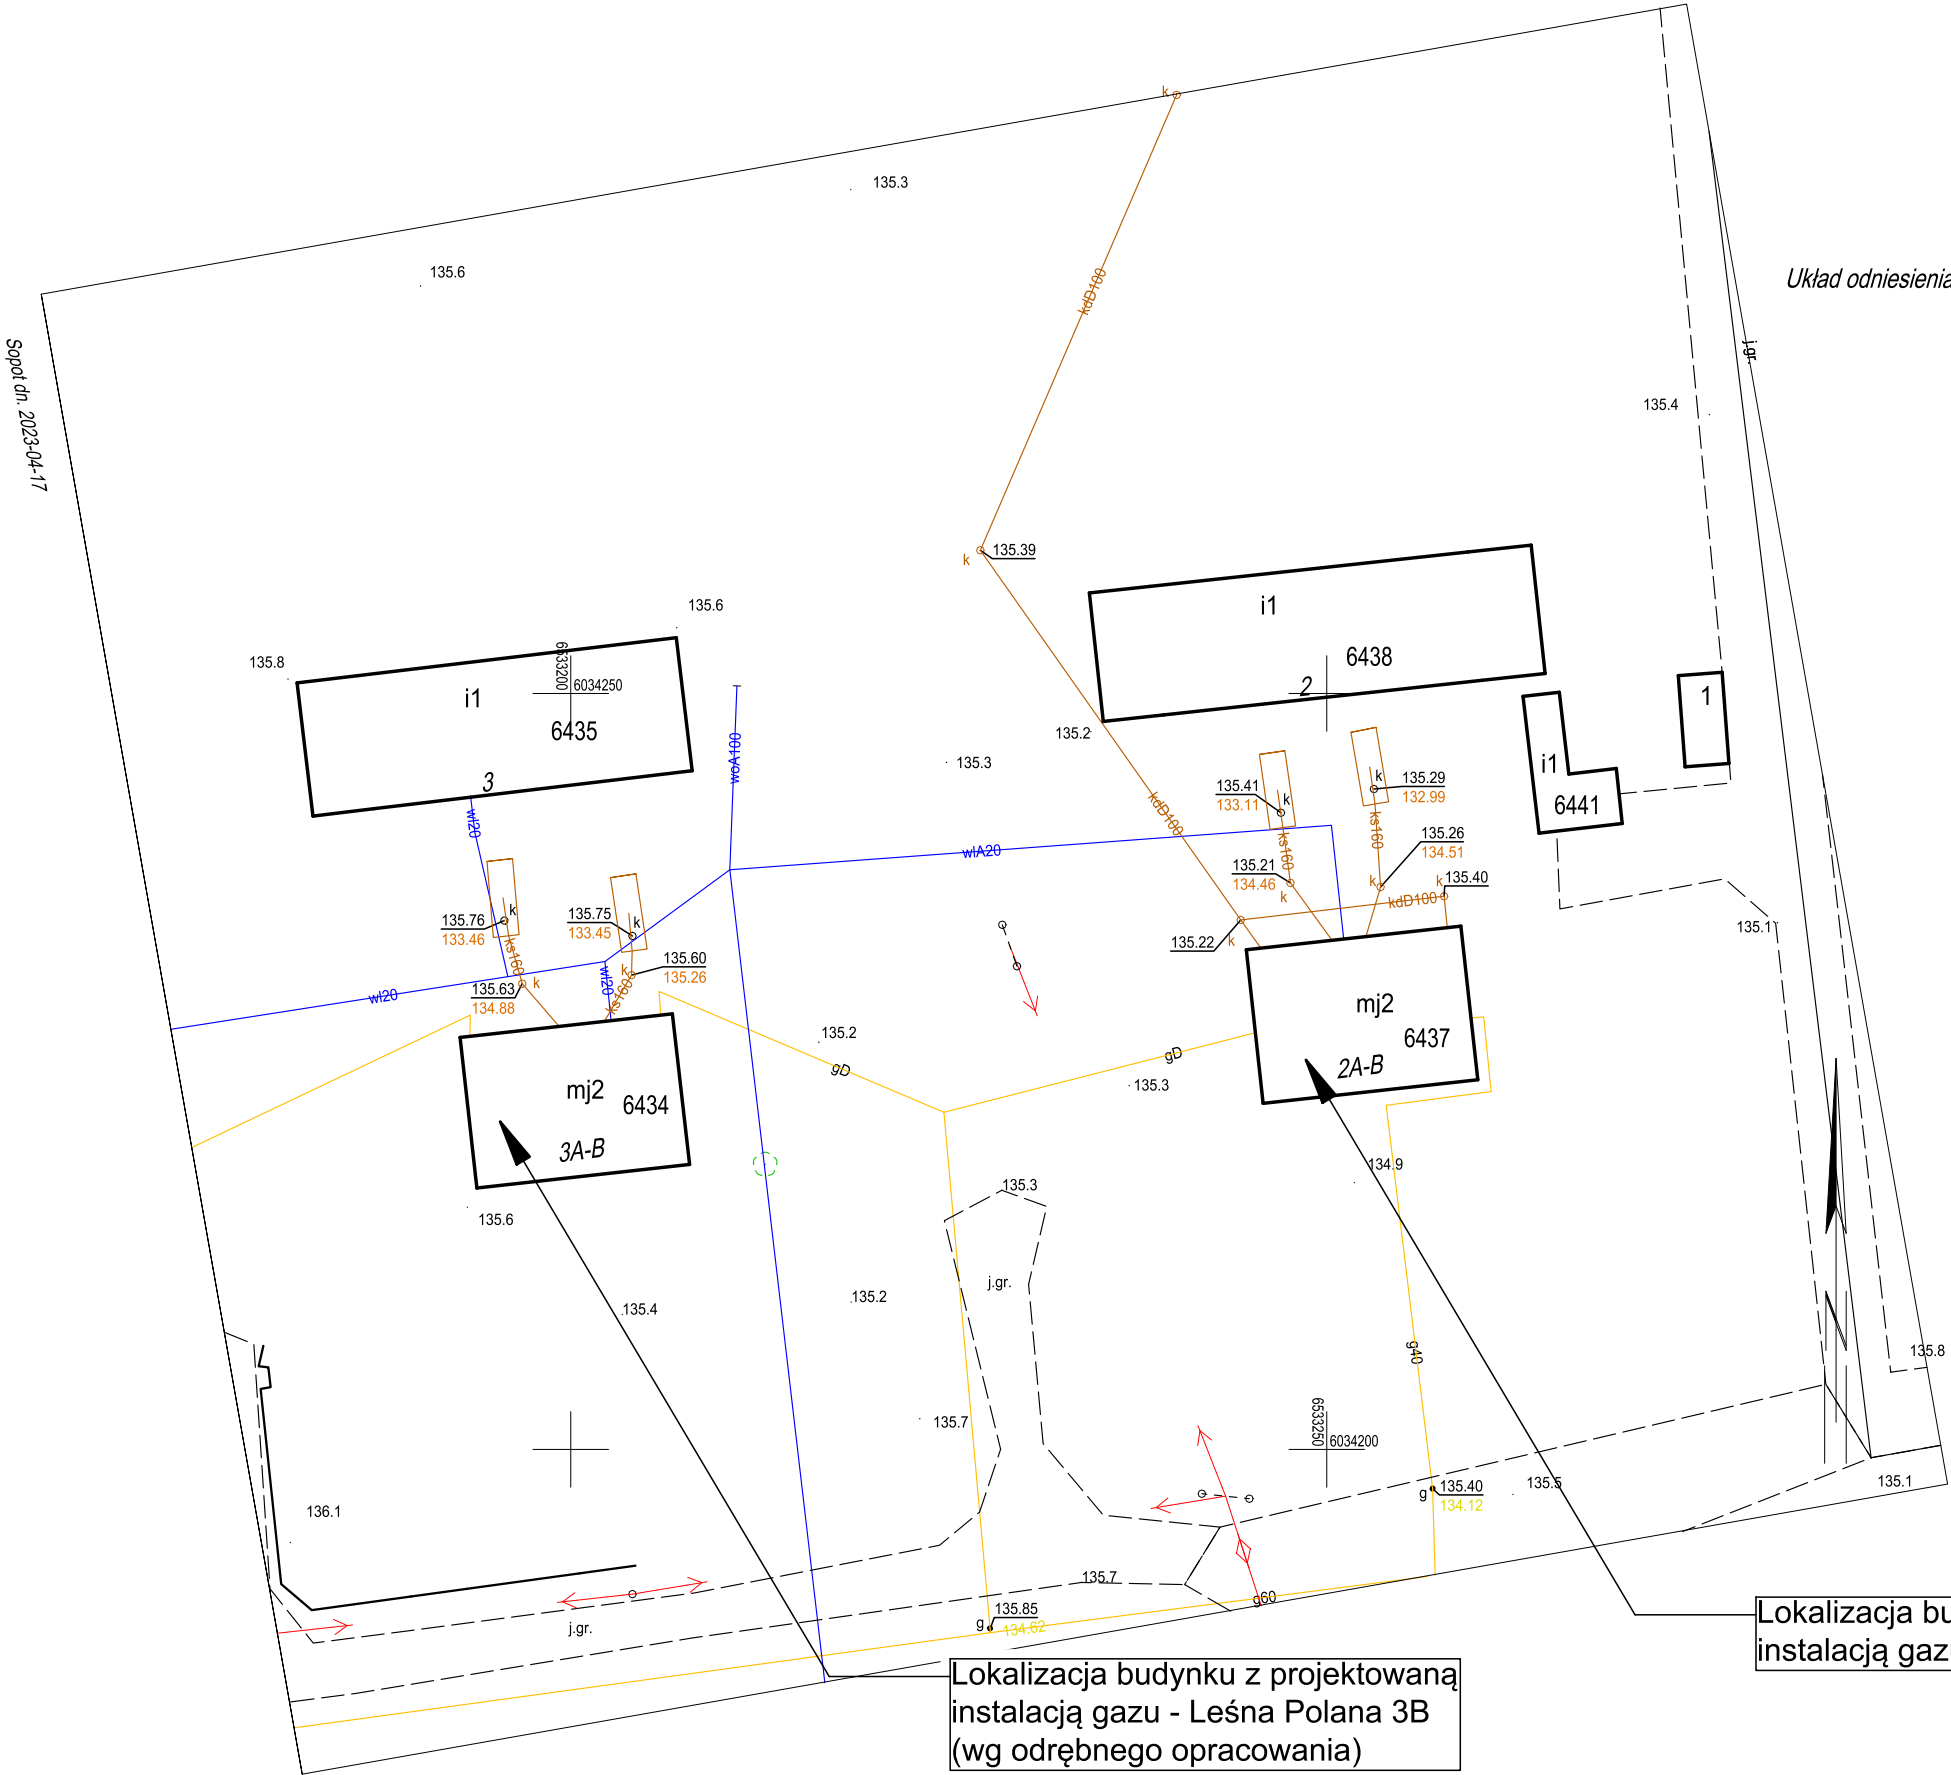 k
135.3
135.6
kdD100
Układ odniesienia
Sopot dn. 2023-04-17
j.gr.
135.4
k
135.39
i1
6438
2
135.6
135.8
6533200
6034250
i1
6435
3
1
135.2
135.3
woA100
i1
6441
k
135.41
133.11
k
135.29
132.99
kdD100
wl20
ks160
ks160
135.26
134.51
wlA20
135.21
134.46
k
k
k
135.40
kdD100
135.76
133.46
k
135.75
133.45
k
135.22
k
135.1
ks160
135.60
135.26
k
wl20
wl20
135.63
134.88
k
ks160
mj2
6437
2A-B
135.2
gD
gD
135.3
mj2
6434
3A-B
134.9
135.3
135.6
j.gr.
135.2
135.4
g40
135.8
135.7
6533250
6034200
136.1
g
135.40
134.12
135.5
135.1
135.7
g60
g
135.85
134.62
j.gr.
Lokalizacja bu
instalacją gaz
Lokalizacja budynku z projektowaną
instalacją gazu - Leśna Polana 3B
(wg odrębnego opracowania)